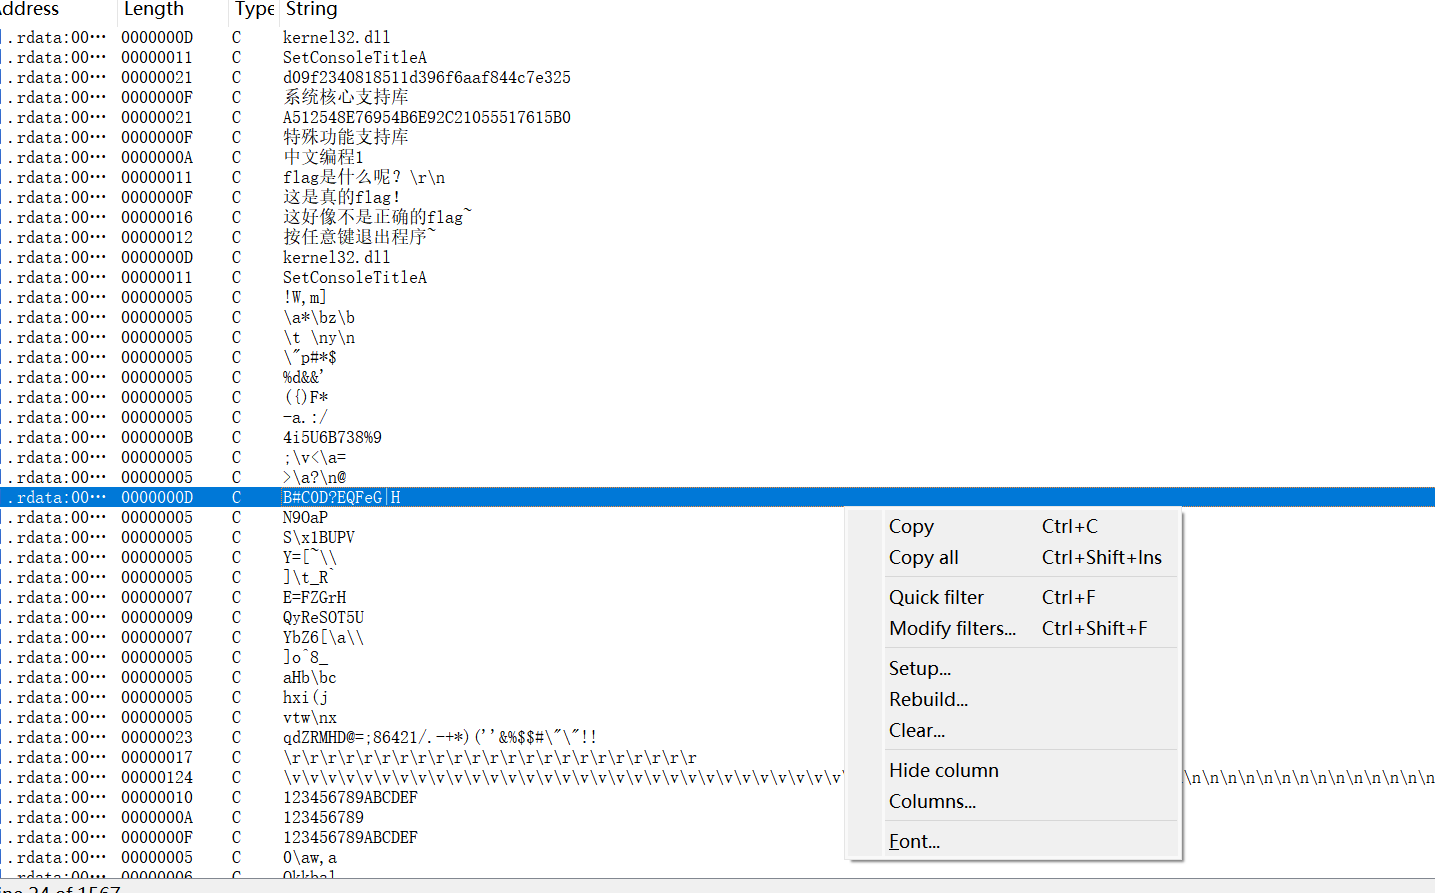 Address Length Type String
.rdata:00… 0000000D C kernel32.dll
.rdata:00… 00000011 C SetConsoleTitleA
.rdata:00… 00000021 C d09f2340818511d396f6aaf844c7e325
.rdata:00… 0000000F C 系统核心支持库
.rdata:00… 00000021 C A512548E76954B6E92C21055517615B0
.rdata:00… 0000000F C 特殊功能支持库
.rdata:00… 0000000A C 中文编程1
.rdata:00… 00000011 C flag是什么呢？\r\n
.rdata:00… 0000000F C 这是真的flag！
.rdata:00… 00000016 C 这好像不是正确的flag~
.rdata:00… 00000012 C 按任意键退出程序~
.rdata:00… 0000000D C kernel32.dll
.rdata:00… 00000011 C SetConsoleTitleA
.rdata:00… 00000005 C !W,m]
.rdata:00… 00000005 C \a*\bz\b
.rdata:00… 00000005 C \t \ny\n
.rdata:00… 00000005 C \"p#*$
.rdata:00… 00000005 C %d&&'
.rdata:00… 00000005 C ({)F*
.rdata:00… 00000005 C -a.:/
.rdata:00… 0000000B C 4i5U6B738%9
.rdata:00… 00000005 C ;\v<\a=
.rdata:00… 00000005 C >\a?\n@
.rdata:00… 0000000D C B#C0D?EQFeG|H
.rdata:00… 00000005 C N9OaP
.rdata:00… 00000005 C S\x1BUPV
.rdata:00… 00000005 C Y=[~\\
.rdata:00… 00000005 C ]\t_R`
.rdata:00… 00000007 C E=FZGrH
.rdata:00… 00000009 C QyReSOT5U
.rdata:00… 00000007 C YbZ6[\a\\
.rdata:00… 00000005 C ]o^8_
.rdata:00… 00000005 C aHb\bc
.rdata:00… 00000005 C hxi(j
.rdata:00… 00000005 C vtw\nx
.rdata:00… 00000023 C qdZRMHD@=;86421/.-+*)(''&%$$#\"\"!!
.rdata:00… 00000017 C \r\r\r\r\r\r\r\r\r\r\r\r\r\r\r\r\r\r\r\r\r\r\r
.rdata:00… 00000124 C \v\v\v\v\v\v\v\v\v\v\v\v\v\v\v\v\v\v\v\v\v\v\v\v\v\v\v\v\v\v\v \n\n\n\n\n\n\n\n\n\n\n\n\n\n
.rdata:00… 00000010 C 123456789ABCDEF
.rdata:00… 0000000A C 123456789
.rdata:00… 0000000F C 123456789ABCDEF
.rdata:00… 00000005 C 0\aw,a
.rdata:00… 00000006 C
Line 24 of 1567
Copy Ctrl+C
Copy all Ctrl+Shift+Ins
Quick filter Ctrl+F
Modify filters... Ctrl+Shift+F
Setup...
Rebuild...
Clear...
Hide column
Columns...
Font...